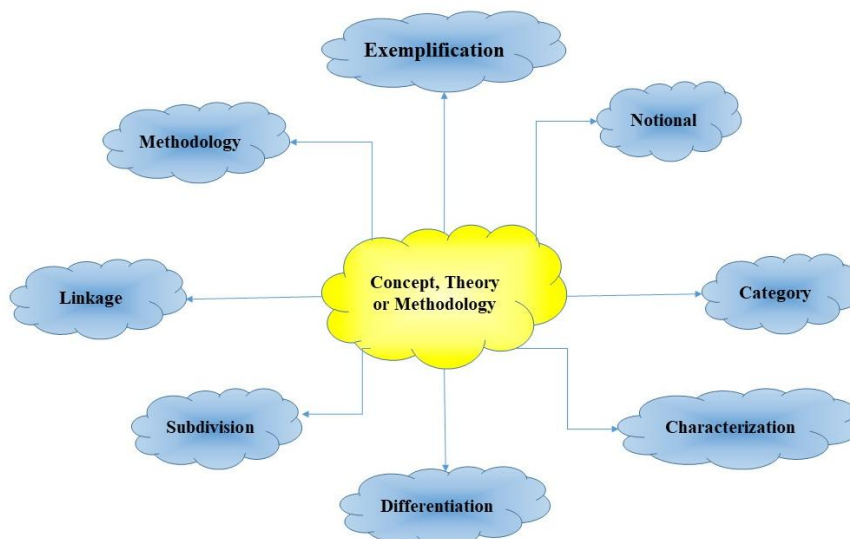 Exemplification
Notional
Methodology
Concept, Theory
or Methodology
Linkage
Category
Subdivision
Characterization
Differentiation